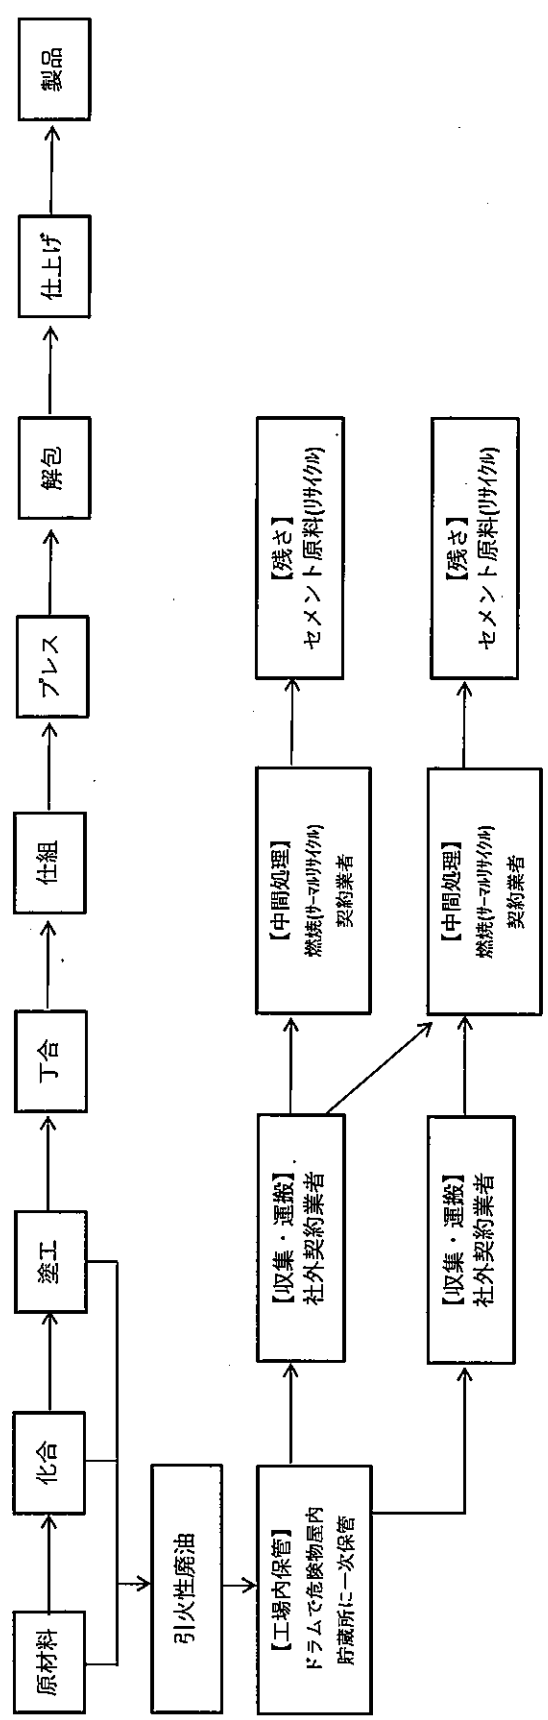 原材料
化合
塗工
丁合
仕組
プレス
解包
仕上げ
製品
引火性廃油
【工場内保管】
ドラムで危険物屋内
貯蔵所に一次保管
【収集・運搬】
社外契約業者
【中間処理】
燃焼(サーマルリサイクル)
契約業者
【残さ】
セメント原料(リサイクル)
【収集・運搬】
社外契約業者
【中間処理】
燃焼(サーマルリサイクル)
契約業者
【残さ】
セメント原料(リサイクル)